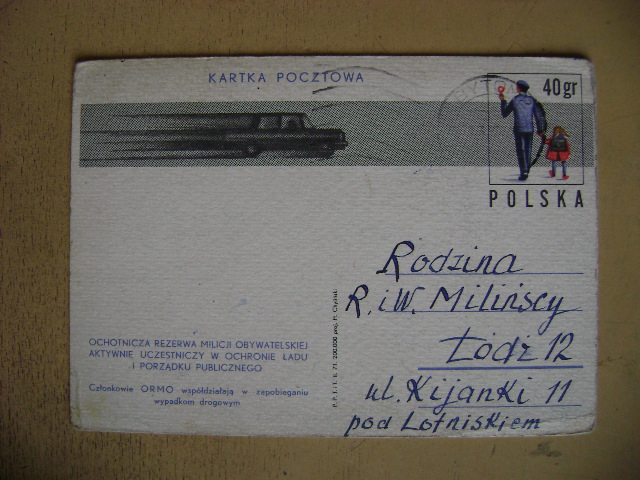 KARTKA POCZTOWA
40 gr
POLSKA
Rodzina
R. i W. Milińscy
Łódź 12
ul. Kijanki 11
pod Lotniskiem
OCHOTNICZA REZERWA MILICJI OBYWATELSKIEJ
AKTYWNIE UCZESTNICZY W OCHRONIE ŁADU
I PORZĄDKU PUBLICZNEGO
Członkowie ORMO współdziałają w zapobieganiu
wypadkom drogowym